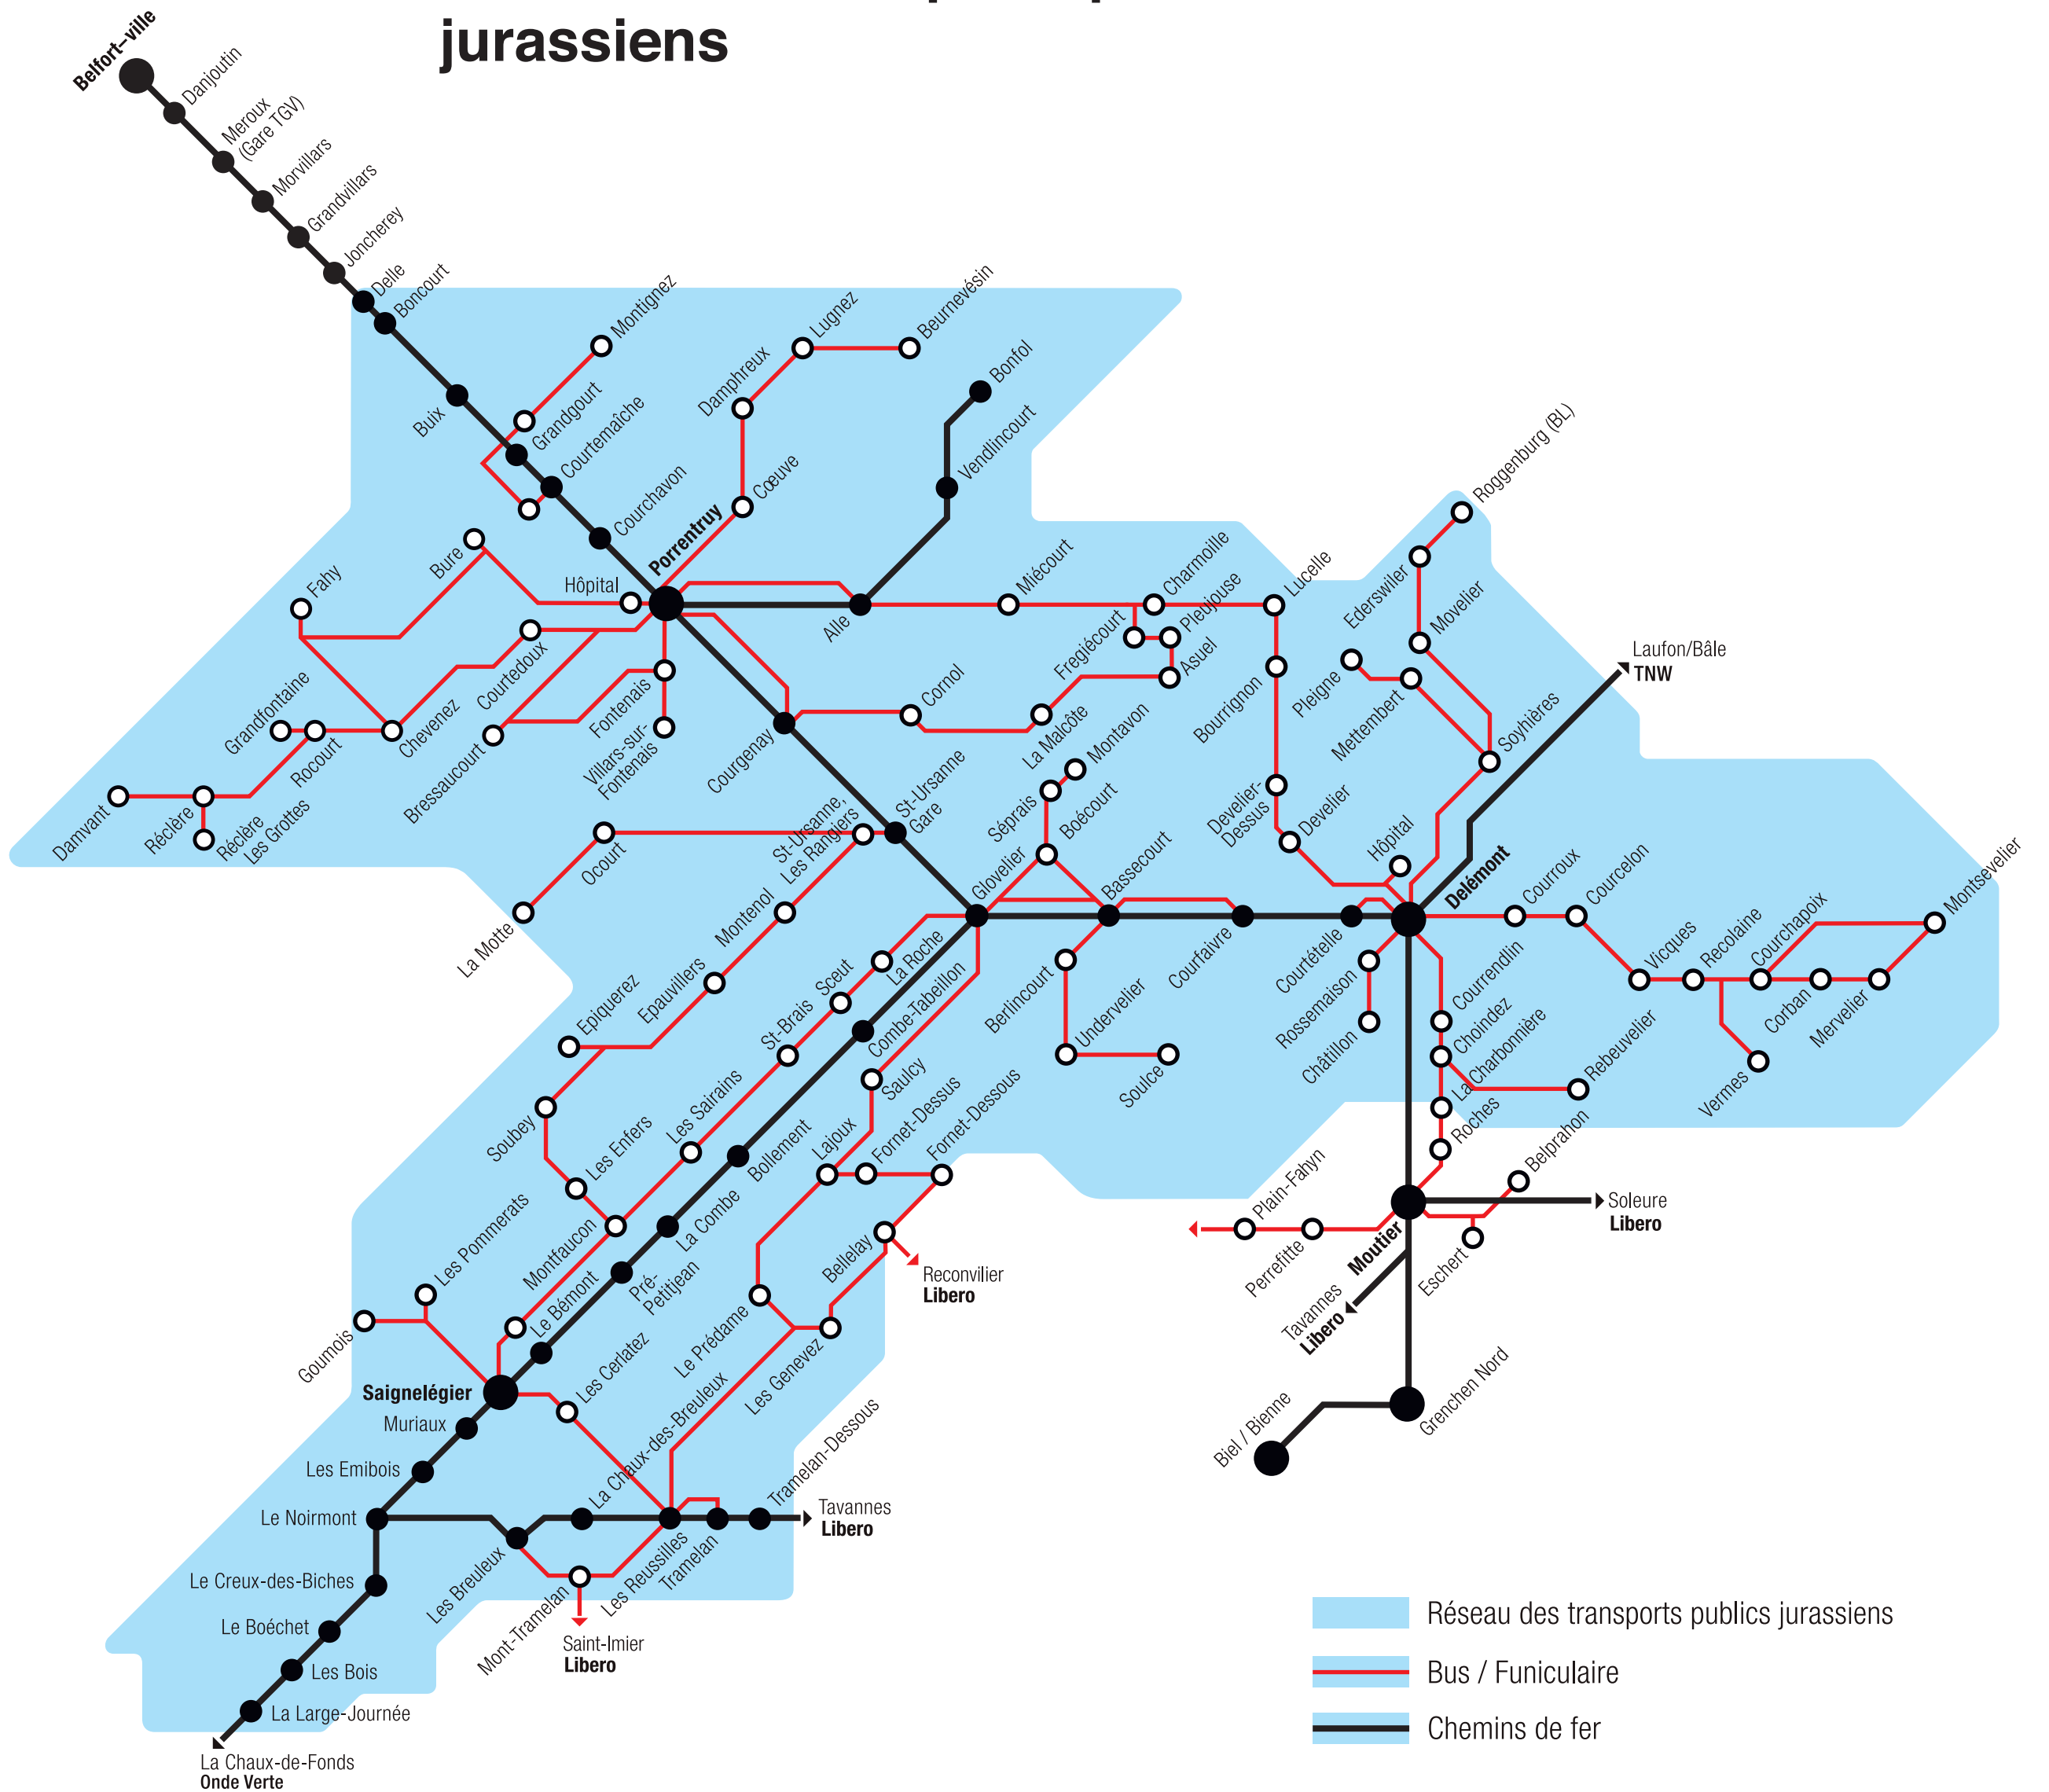 jurassiens
Belfort–ville
Danjoutin
Meroux
(Gare TGV)
Morvillars
Grandvillars
Joncherey
Delle
Boncourt
Buix
Montignez
Grandgourt
Courtemaîche
Courchavon
Lugnez
Beurnevésin
Damphreux
Cœuve
Bonfol
Vendlincourt
Porrentruy
Hôpital
Bure
Fahy
Alle
Miécourt
Charmoille
Pleujouse
Fregiécourt
Asuel
Lucelle
Roggenburg (BL)
Ederswiler
Movelier
Pleigne
Mettembert
Soyhières
Laufon/Bâle
TNW
Courtedoux
Fontenais
Villars-sur-
Fontenais
Bressaucourt
Grandfontaine
Rocourt
Chevenez
Damvant
Réclère
Réclère
Les Grottes
Courgenay
Cornol
La Malcôte
Montavon
Séprais
Boécourt
Bourrignon
Develier-
Dessus
Develier
Hôpital
Delémont
St-Ursanne
Gare
St-Ursanne,
Les Rangiers
Ocourt
La Motte
Montenol
Epauvillers
Epiquerez
Soubey
Les Enfers
Glovelier
Bassecourt
Courfaivre
Courtételle
Courroux
Courcelon
Vicques
Recolaine
Courchapoix
Montsevelier
Corban
Mervelier
Vermes
Rossemaison
Châtillon
Courrendlin
Choindez
La Charbonnière
Rebeuvelier
Roches
Belprahon
Berlincourt
Undervelier
Soulce
La Roche
Sceut
St-Brais
Combe-Tabeillon
Saulcy
Les Sairains
Bollement
Lajoux
Fornet-Dessus
Fornet-Dessous
Montfaucon
La Combe
Pré-
Petitjean
Le Bémont
Les Pommerats
Goumois
Bellelay
Reconvilier
Libero
Le Prédame
Les Genevez
Plain-Fahyn
Perrefitte
Moutier
Eschert
Soleure
Libero
Tavannes
Libero
Grenchen Nord
Biel / Bienne
Saignelégier
Les Cerlatez
Muriaux
Les Emibois
Le Noirmont
La Chaux-des-Breuleux
Tramelan-Dessous
Tavannes
Libero
Les Breuleux
Mont-Tramelan
Les Reussilles
Tramelan
Saint-Imier
Libero
Le Creux-des-Biches
Le Boéchet
Les Bois
La Large-Journée
La Chaux-de-Fonds
Onde Verte
Réseau des transports publics jurassiens
Bus / Funiculaire
Chemins de fer